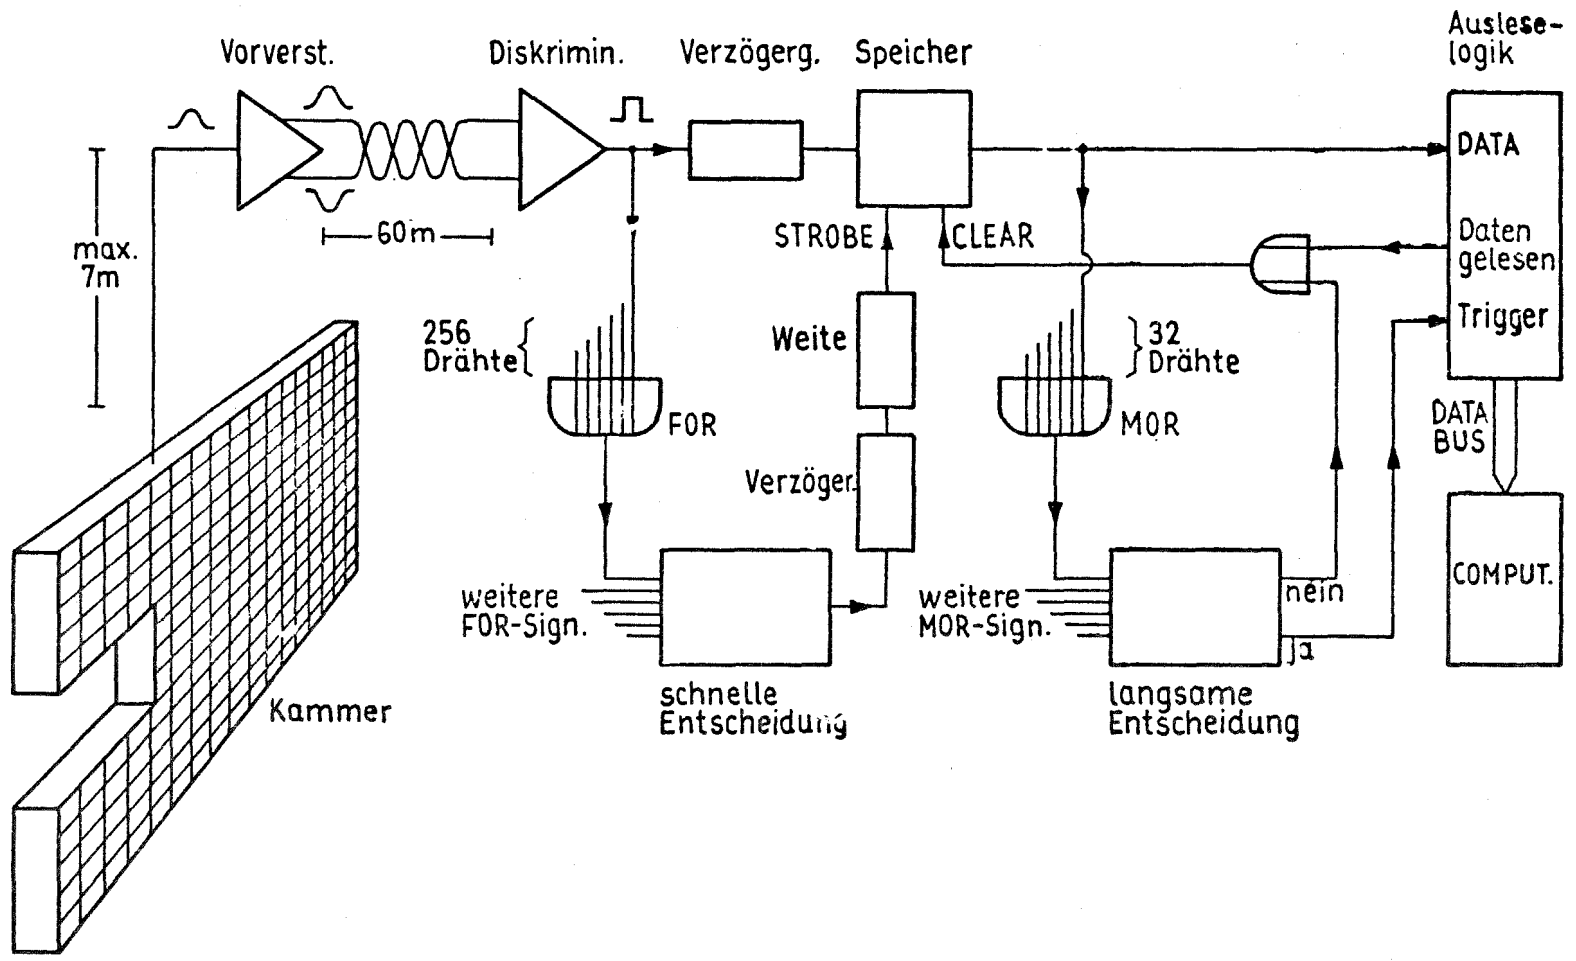 Vorverst.
Diskrimin.
Verzögerg.
Speicher
Auslese-
logik
DATA
60m
max.
7m
STROBE
CLEAR
Daten
gelesen
Trigger
256
Drähte
Weite
32
Drähte
FOR
MOR
DATA
BUS
Verzöger.
COMPUT.
weitere
FOR-Sign.
weitere
MOR-Sign.
nein
ja
schnelle
Entscheidung
langsame
Entscheidung
Kammer